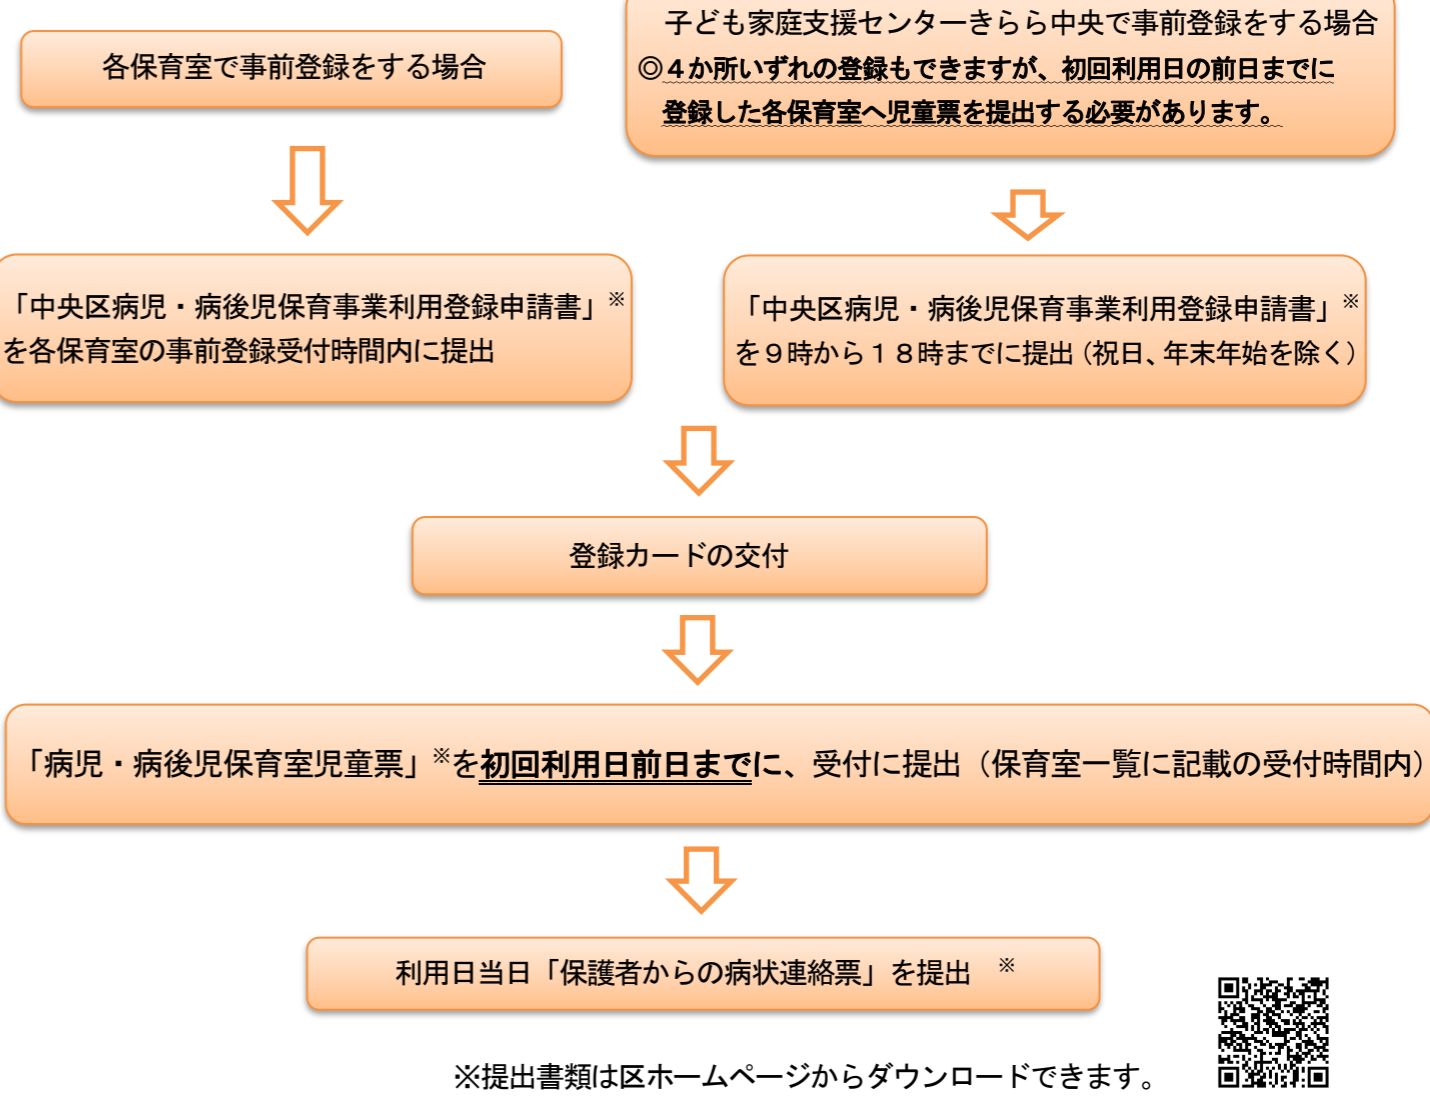 各保育室で事前登録をする場合
子ども家庭支援センターきらら中央で事前登録をする場合
◎４か所いずれの登録もできますが、初回利用日の前日までに
登録した各保育室へ児童票を提出する必要があります。
「中央区病児・病後児保育事業利用登録申請書」※
を各保育室の事前登録受付時間内に提出
「中央区病児・病後児保育事業利用登録申請書」※
を９時から１８時までに提出（祝日、年末年始を除く）
登録カードの交付
「病児・病後児保育室児童票」※を初回利用日前日までに、受付に提出（保育室一覧に記載の受付時間内）
利用日当日「保護者からの病状連絡票」を提出　※
※提出書類は区ホームページからダウンロードできます。